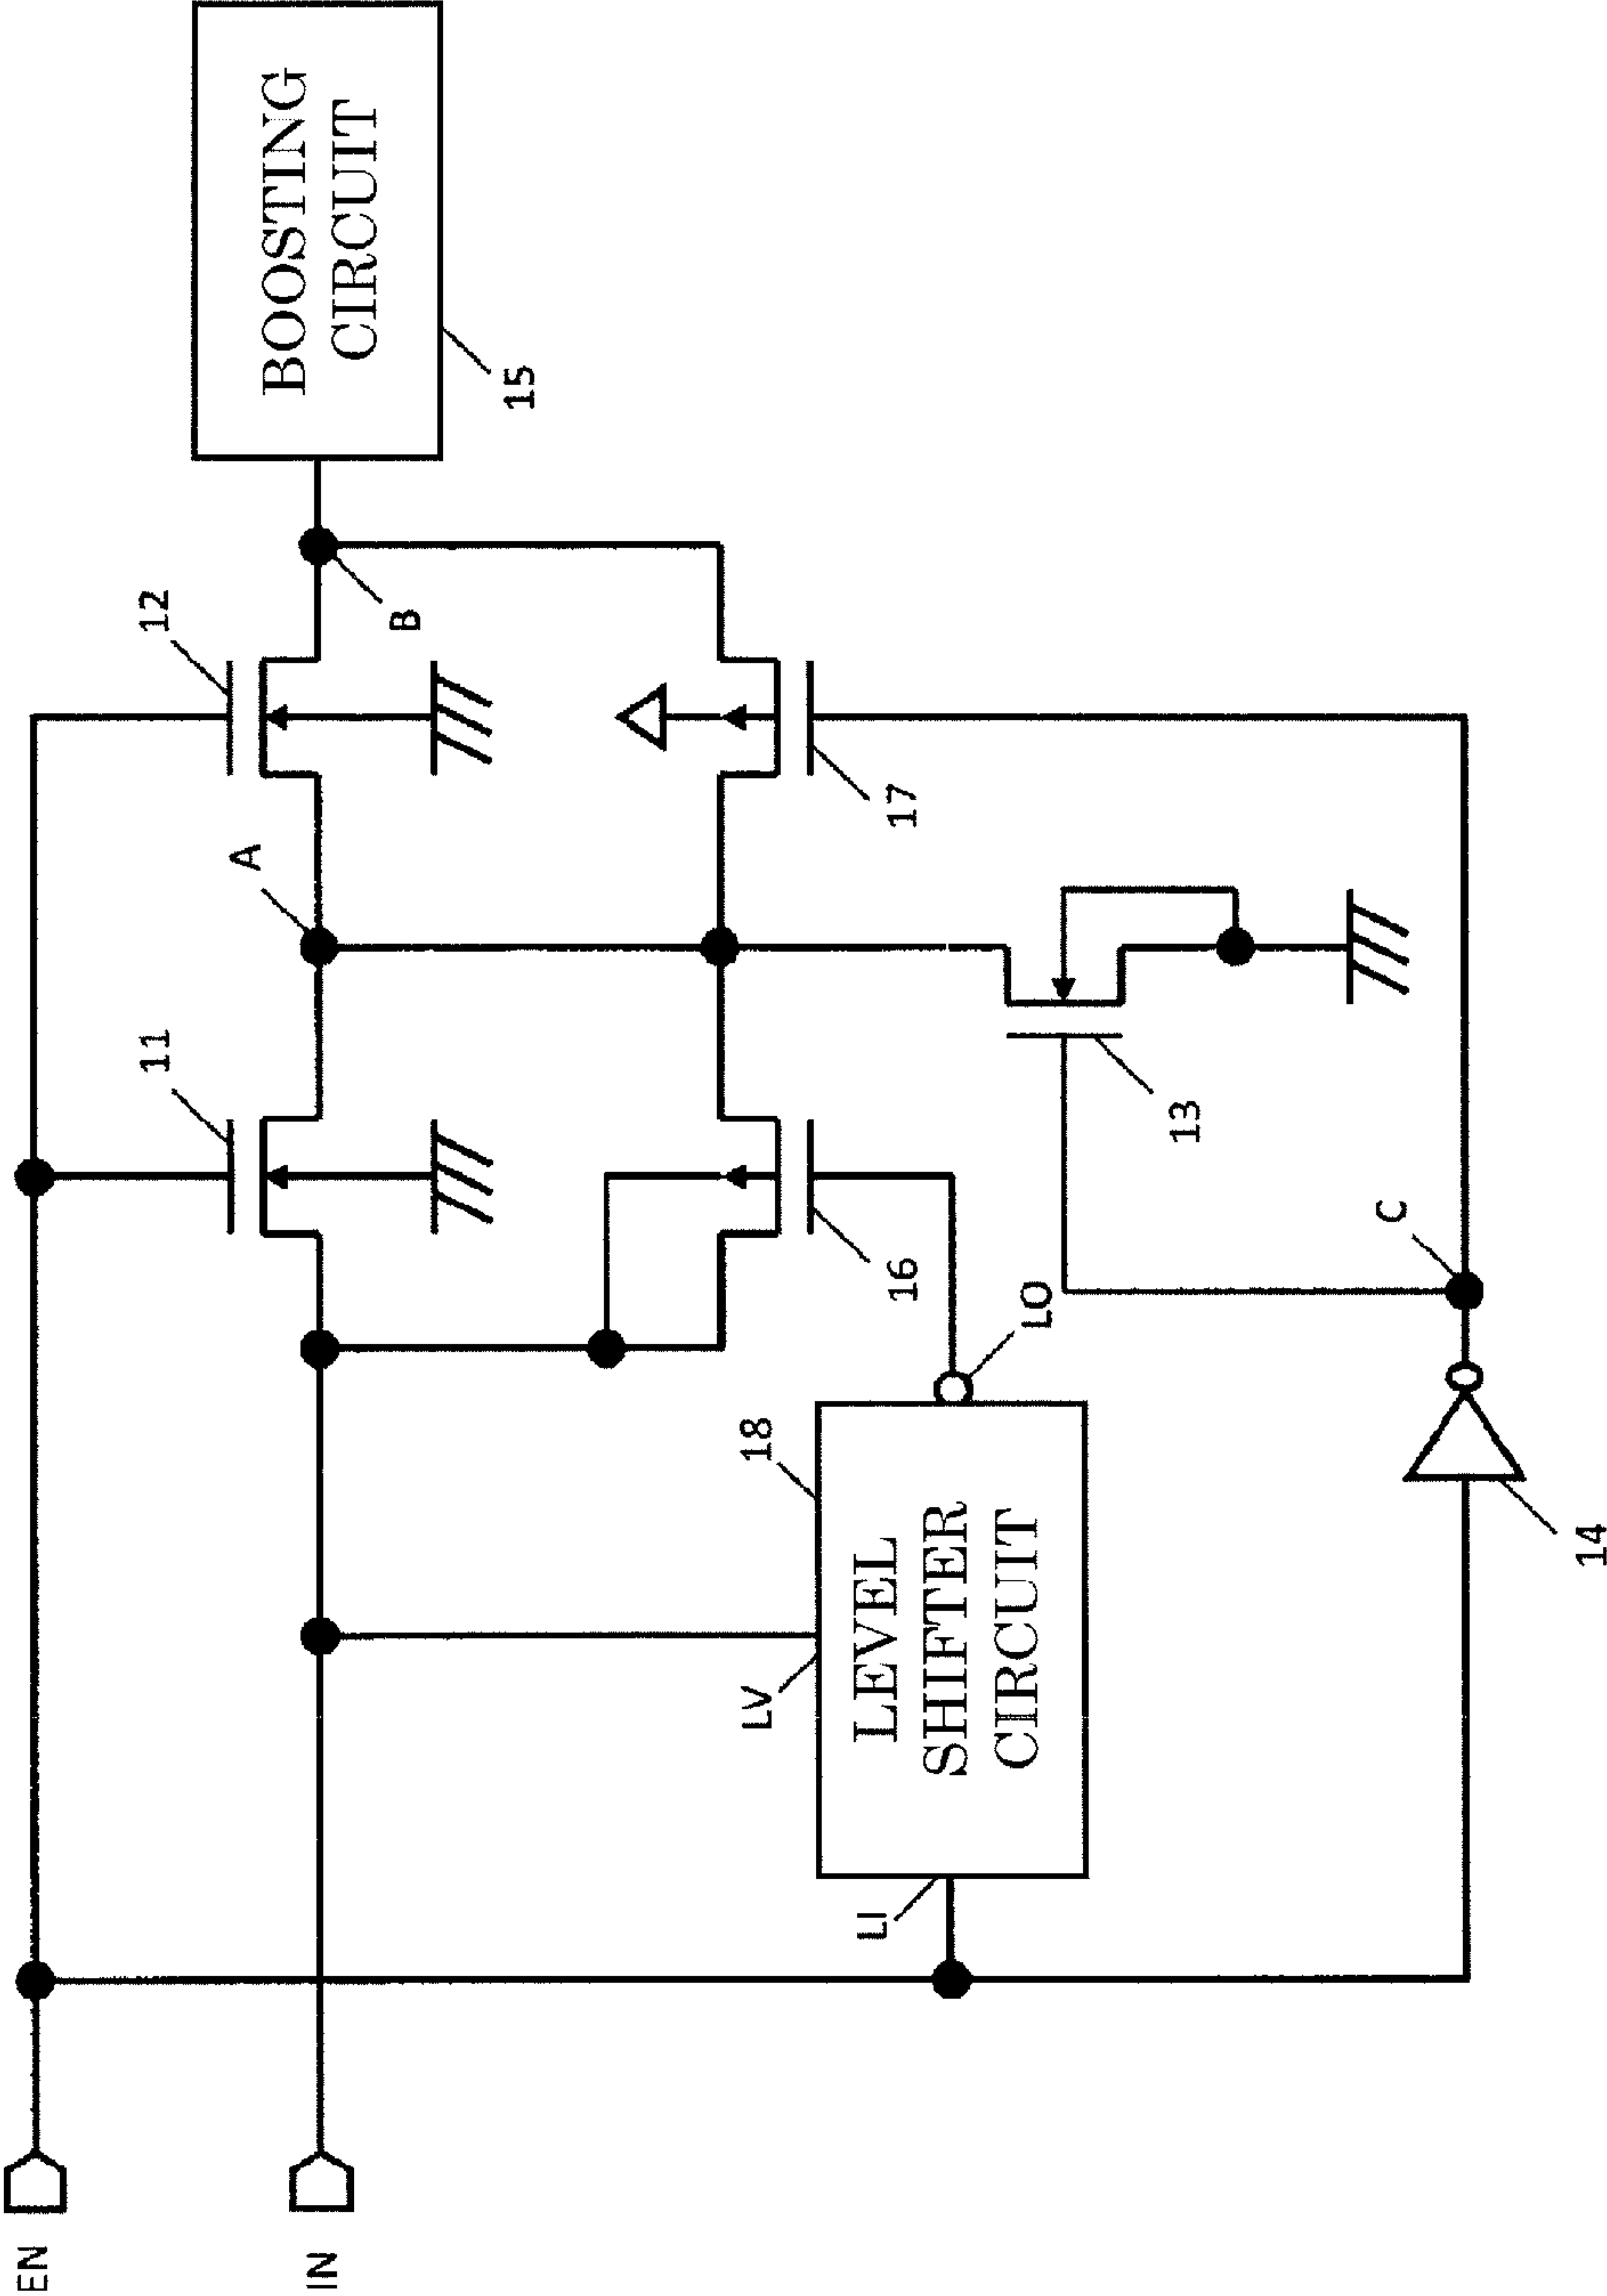 EN
IN
11
12
A
B
BOOSTING
CIRCUIT
15
16
17
LV
18
LI
LEVEL
SHIFTER
CIRCUIT
LO
13
C
14